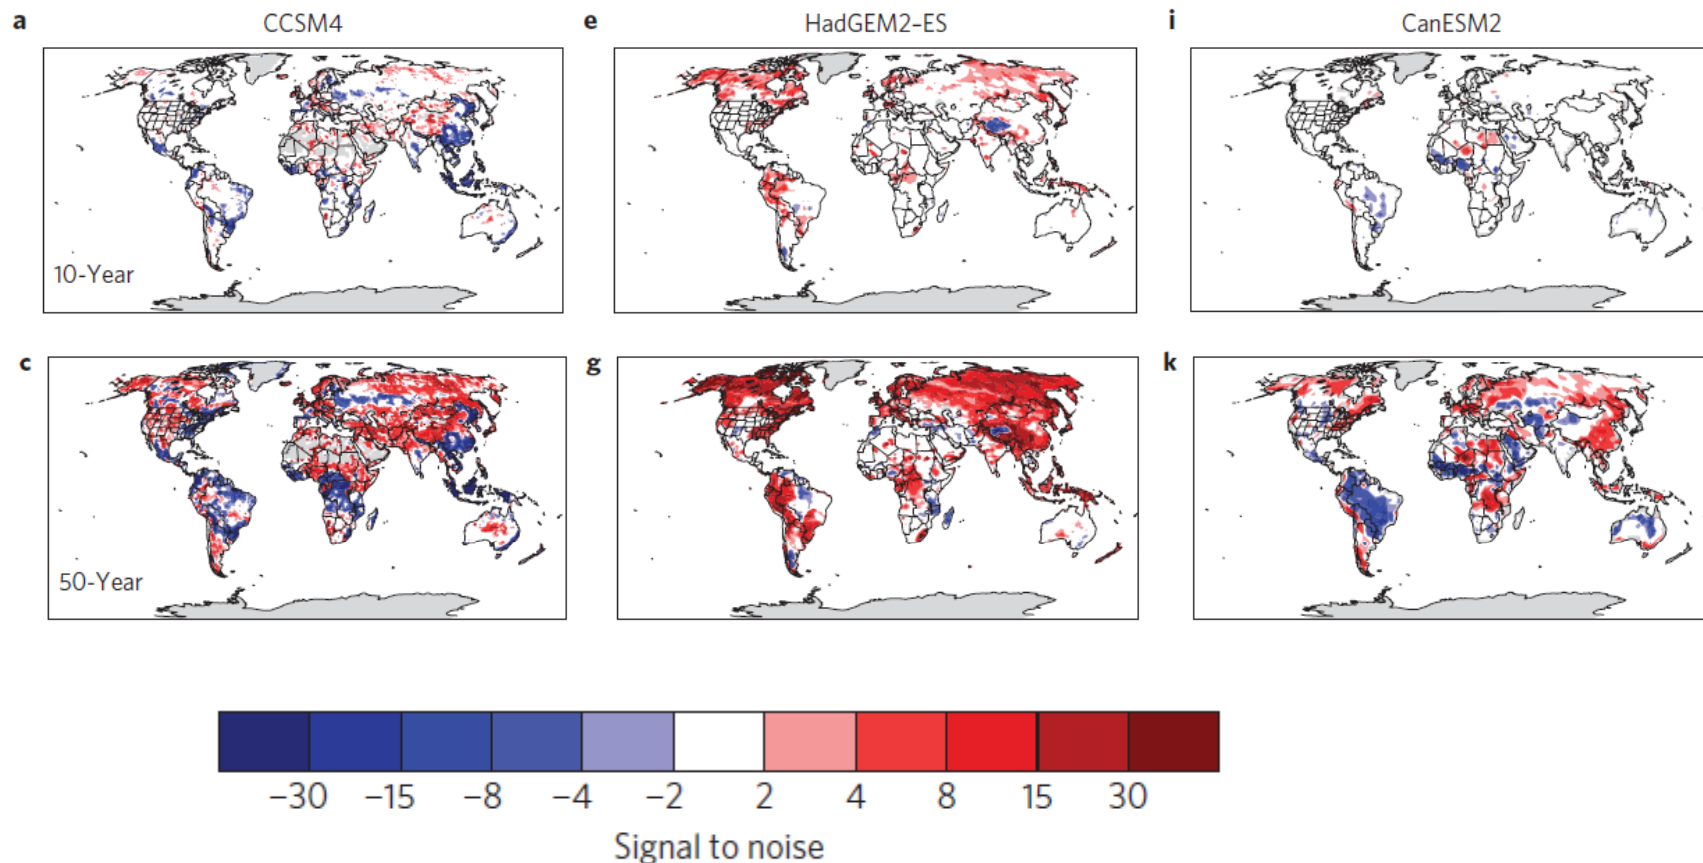 a CCSM4
e HadGEM2-ES
i CanESM2
10-Year
c
g
k
50-Year
−30 −15 −8 −4 −2 2 4 8 15 30
Signal to noise